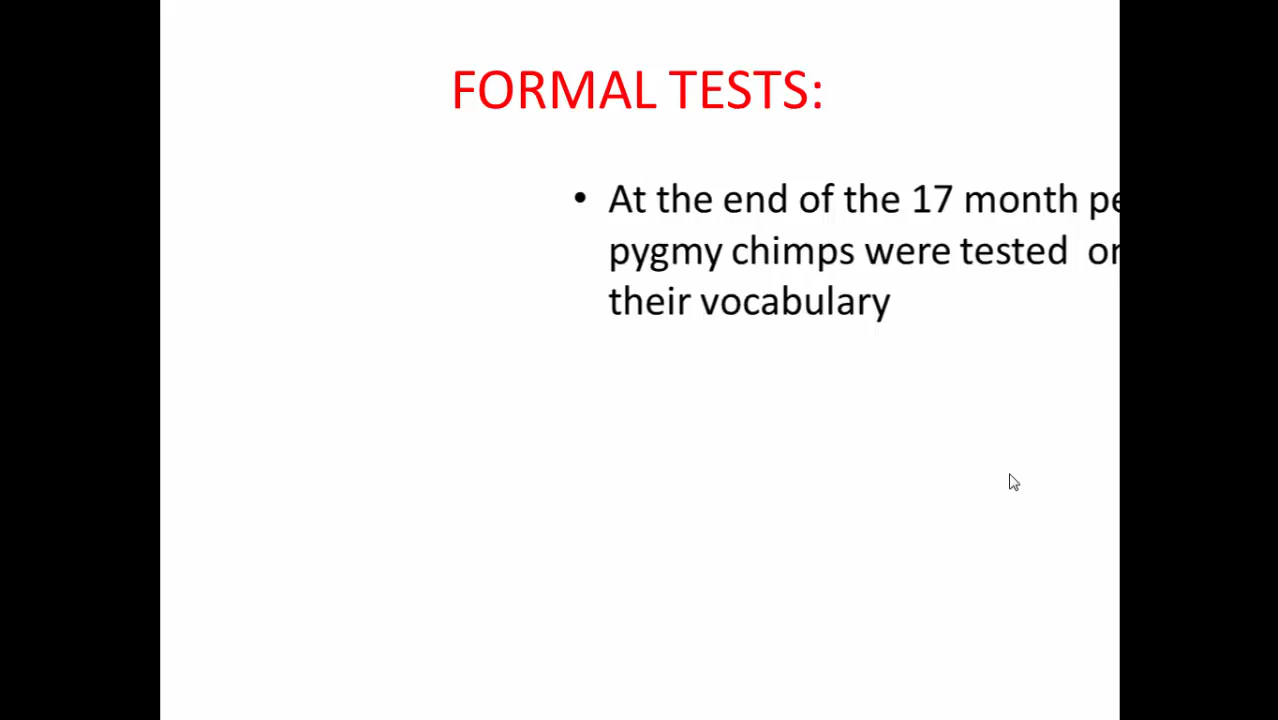 FORMAL TESTS:
• At the end of the 17 month
pygmy chimps were tested
their vocabulary